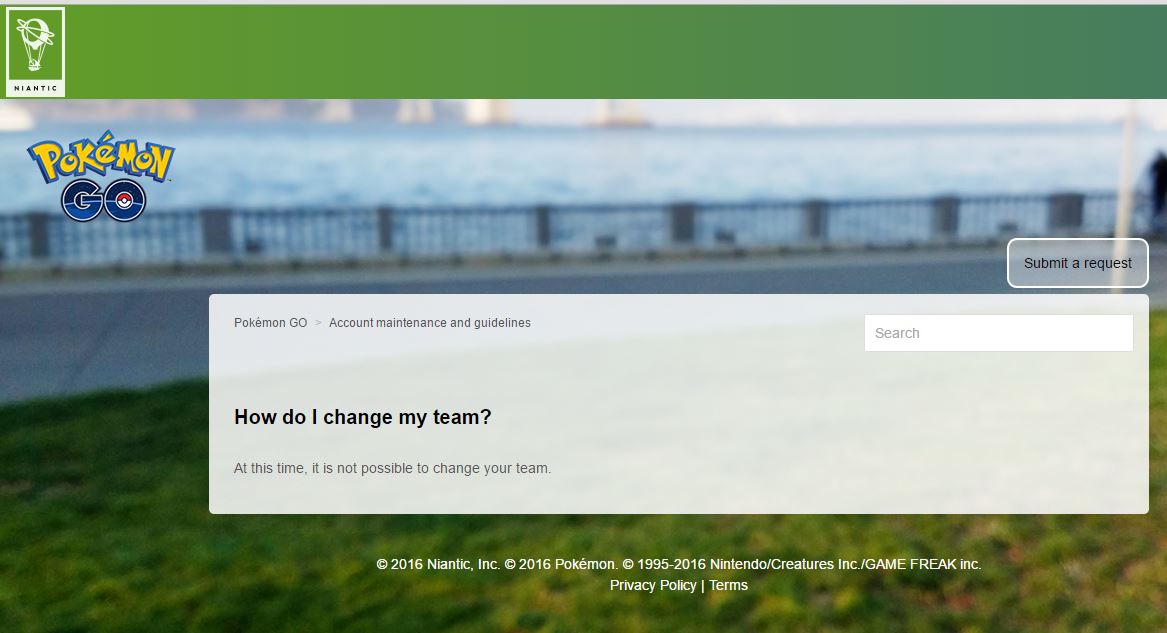 NIANTIC
POKÉMON
GO
Submit a request
Pokémon GO > Account maintenance and guidelines
Search
How do I change my team?
At this time, it is not possible to change your team.
© 2016 Niantic, Inc. © 2016 Pokémon. © 1995-2016 Nintendo/Creatures Inc./GAME FREAK inc.
Privacy Policy | Terms